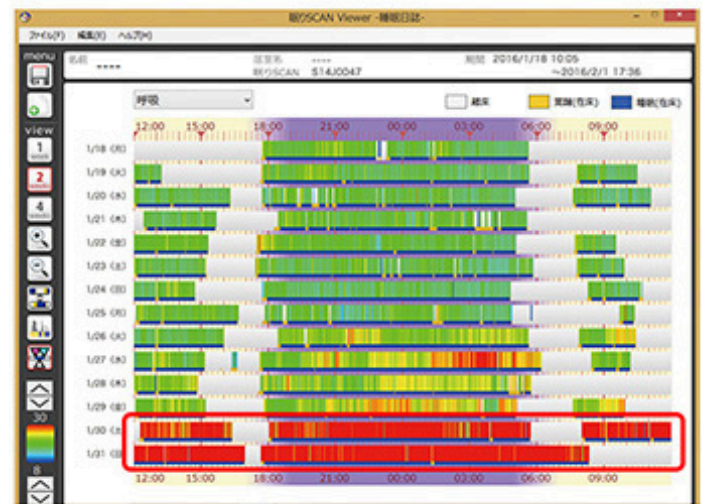 眠りSCAN Viewer -睡眠日誌-
ファイル(F) 編集(E) ヘルプ(H)
menu
名前 ----
居室名 ----
眠りSCAN S14J0047
期間 2016/1/18 10:05
～2016/2/1 17:36
呼吸
離床 覚醒(在床) 睡眠(在床)
view
1 week
2 weeks
4 weeks
12:00 15:00 18:00 21:00 00:00 03:00 06:00 09:00
1/18 (月)
1/19 (火)
1/20 (水)
1/21 (木)
1/22 (金)
1/23 (土)
1/24 (日)
1/25 (月)
1/26 (火)
1/27 (水)
1/28 (木)
1/29 (金)
1/30 (土)
1/31 (日)
30
8
12:00 15:00 18:00 21:00 00:00 03:00 06:00 09:00